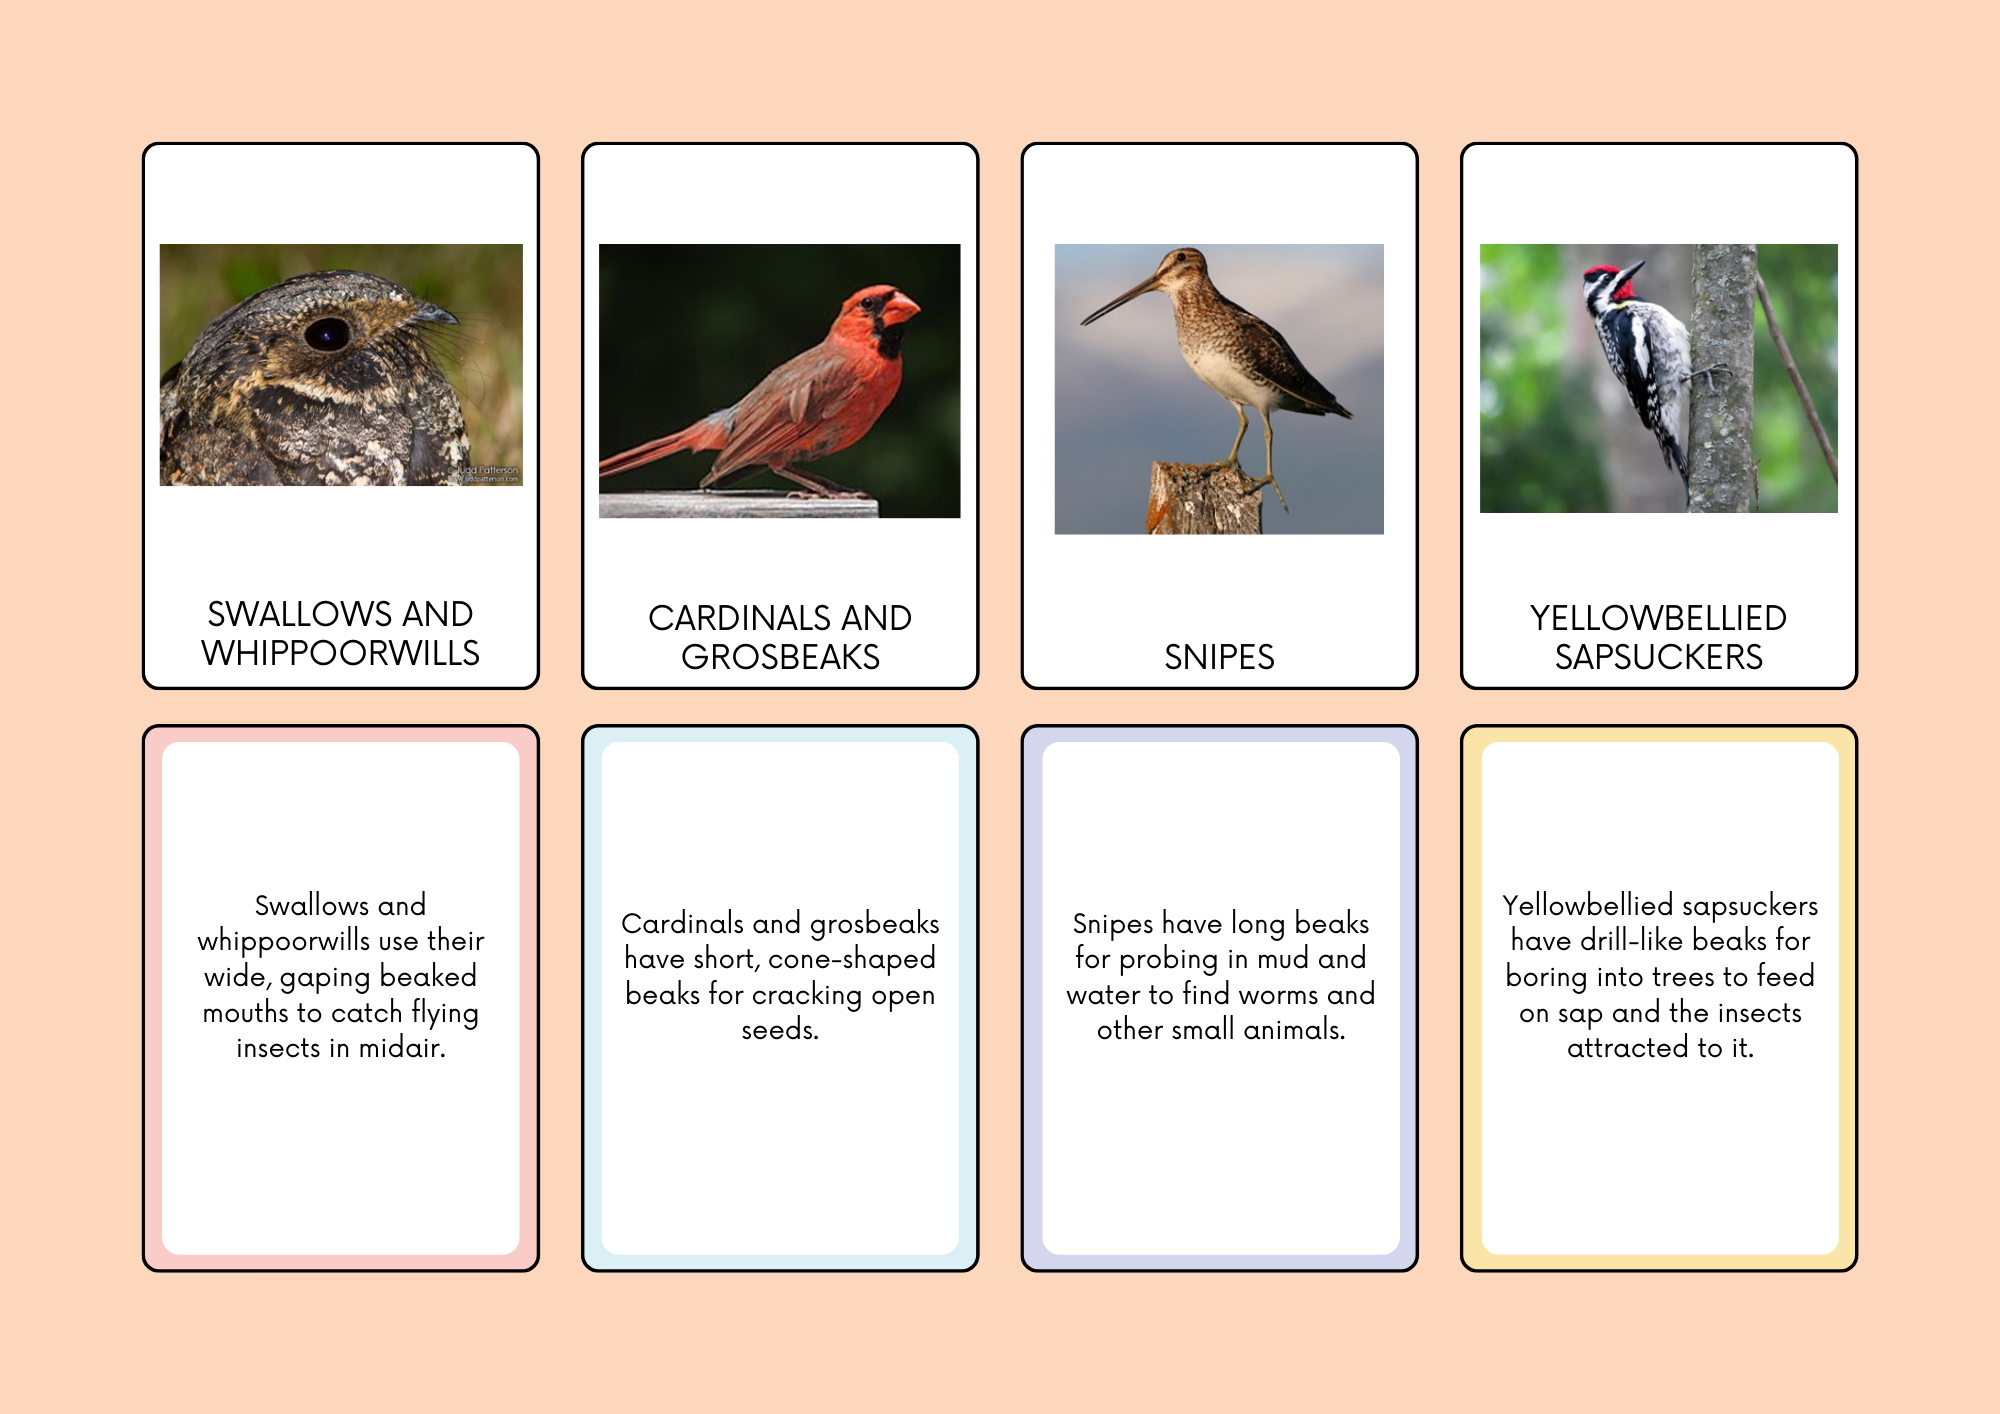 © Judd Patterson
www.juddpatterson.com
SWALLOWS AND
WHIPPOORWILLS
CARDINALS AND
GROSBEAKS
SNIPES
YELLOWBELLIED
SAPSUCKERS
Swallows and
whippoorwills use their
wide, gaping beaked
mouths to catch flying
insects in midair.
Cardinals and grosbeaks
have short, cone-shaped
beaks for cracking open
seeds.
Snipes have long beaks
for probing in mud and
water to find worms and
other small animals.
Yellowbellied sapsuckers
have drill-like beaks for
boring into trees to feed
on sap and the insects
attracted to it.